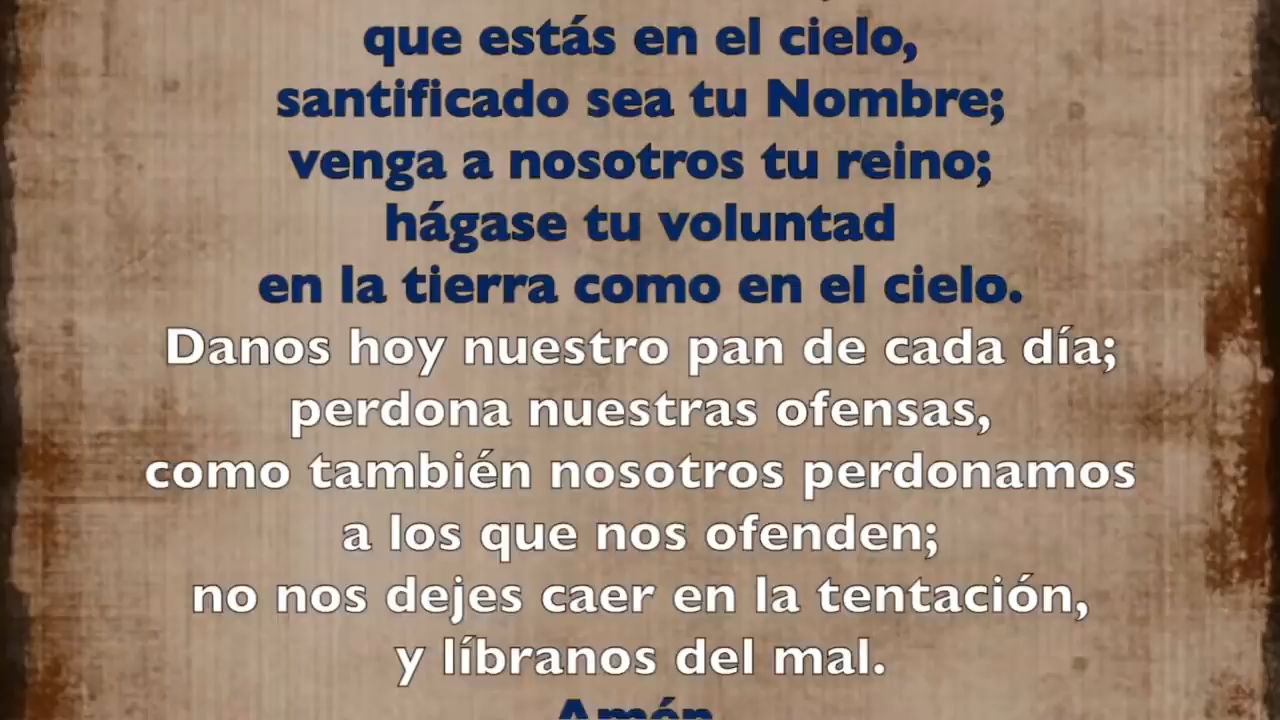 que estás en el cielo,
santificado sea tu Nombre;
venga a nosotros tu reino;
hágase tu voluntad
en la tierra como en el cielo.
Danos hoy nuestro pan de cada día;
perdona nuestras ofensas,
como también nosotros perdonamos
a los que nos ofenden;
no nos dejes caer en la tentación,
y líbranos del mal.
Amén